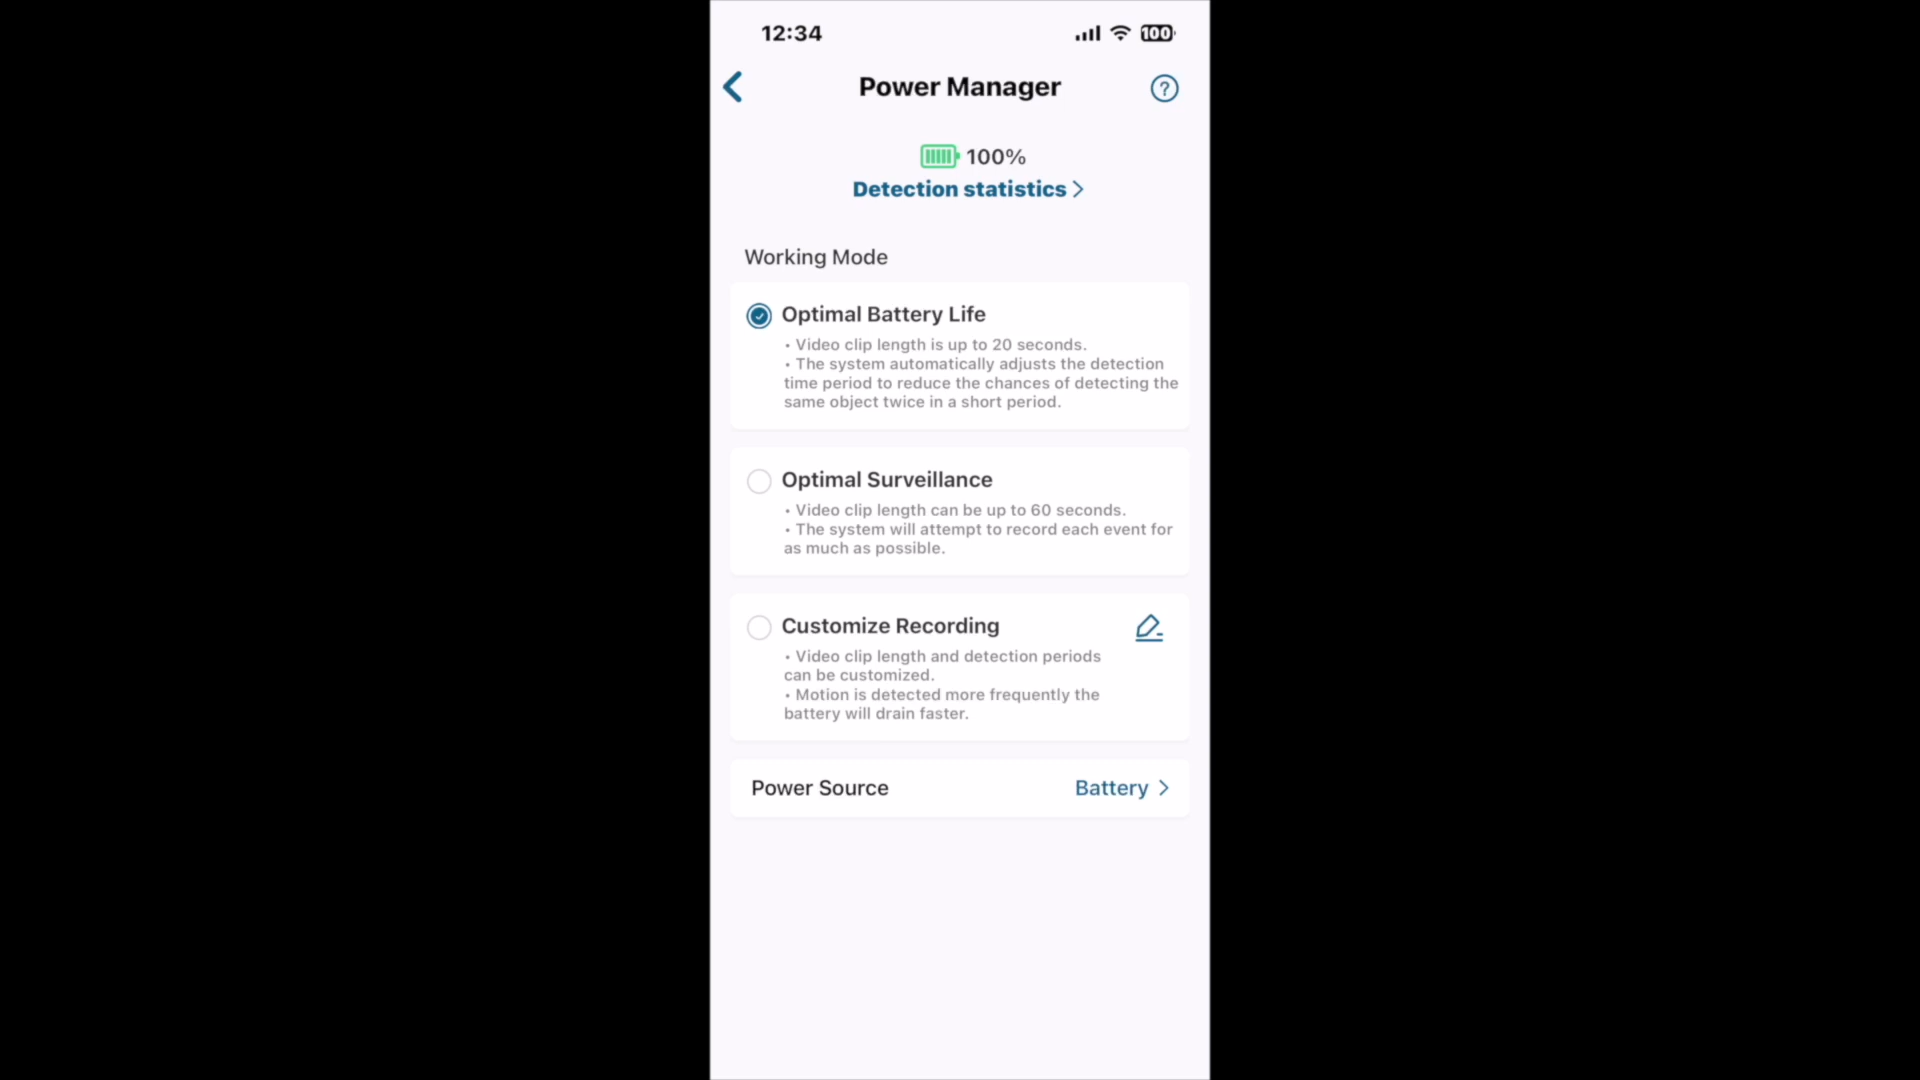 12:34
100
Power Manager
?
100%
Detection statistics
Working Mode
Optimal Battery Life
• Video clip length is up to 20 seconds.
• The system automatically adjusts the detection
time period to reduce the chances of detecting the
same object twice in a short period.
Optimal Surveillance
• Video clip length can be up to 60 seconds.
• The system will attempt to record each event for
as much as possible.
Customize Recording
• Video clip length and detection periods
can be customized.
• Motion is detected more frequently the
battery will drain faster.
Power Source
Battery